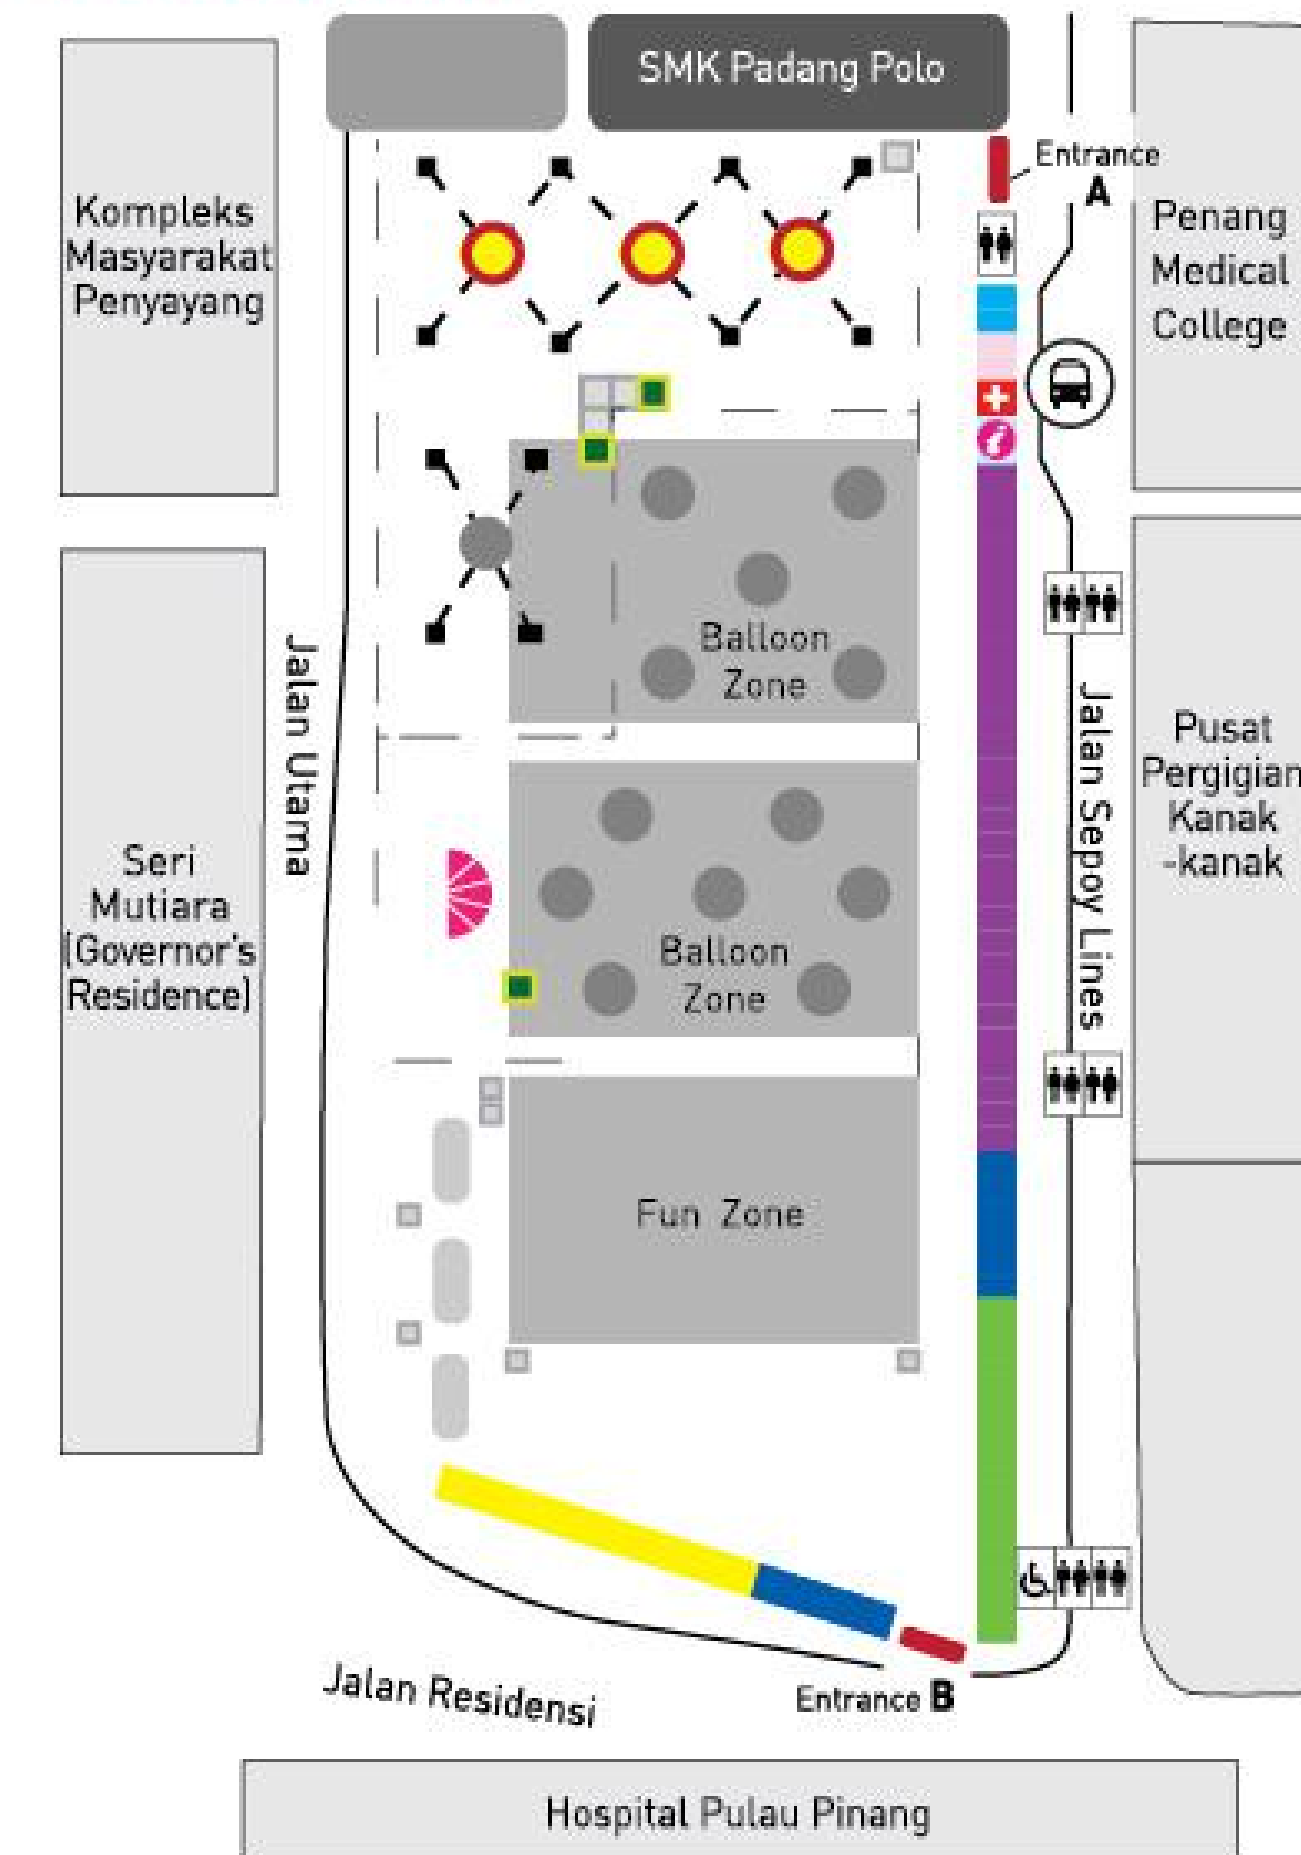 SMK Padang Polo
Entrance
A
Kompleks
Masyarakat
Penyayang
Penang
Medical
College
Balloon
Zone
Jalan Utama
Jalan Sepoy Lines
Pusat
Pergigian
Kanak
-kanak
Seri
Mutiara
(Governor's
Residence)
Balloon
Zone
Fun Zone
Jalan Residensi
Entrance B
Hospital Pulau Pinang